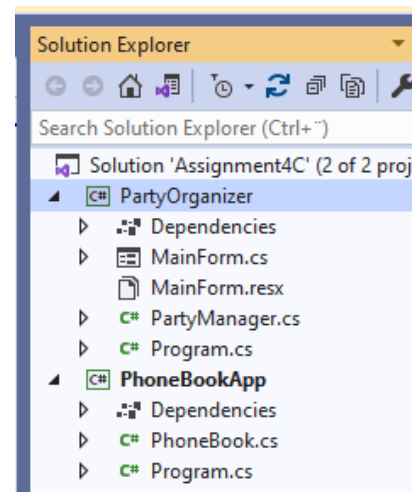 Solution Explorer
Search Solution Explorer (Ctrl+¨)
Solution 'Assignment4C' (2 of 2 proj
C# PartyOrganizer
Dependencies
MainForm.cs
MainForm.resx
C# PartyManager.cs
C# Program.cs
C# PhoneBookApp
Dependencies
C# PhoneBook.cs
C# Program.cs